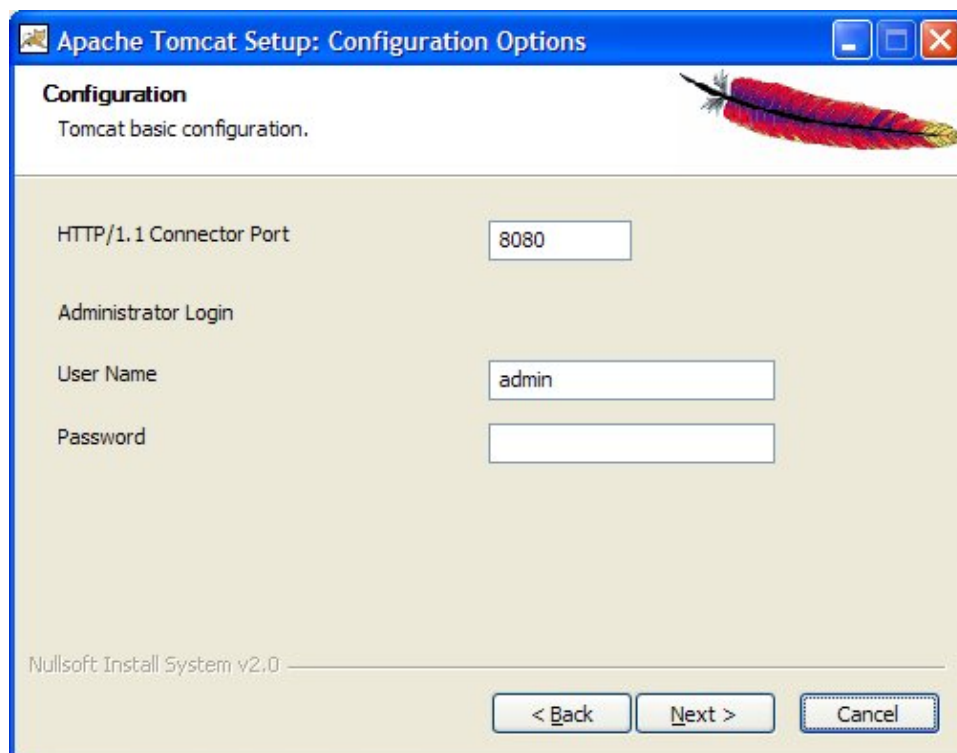 Apache Tomcat Setup: Configuration Options
Configuration
Tomcat basic configuration.
HTTP/1.1 Connector Port
8080
Administrator Login
User Name
admin
Password
Nullsoft Install System v2.0
< Back
Next >
Cancel